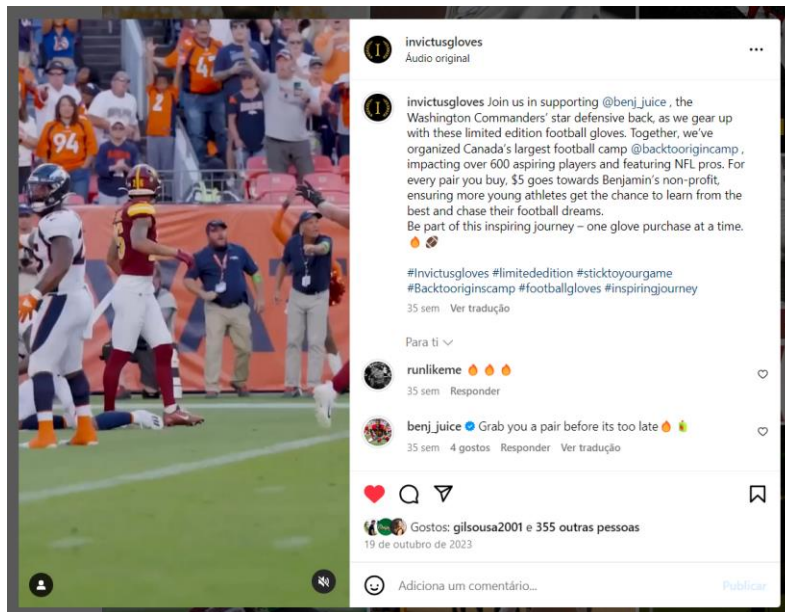 invictusgloves
Áudio original
invictusgloves Join us in supporting @benj_juice , the
Washington Commanders' star defensive back, as we gear up
with these limited edition football gloves. Together, we've
organized Canada's largest football camp @backtoorigincamp ,
impacting over 600 aspiring players and featuring NFL pros. For
every pair you buy, $5 goes towards Benjamin's non-profit,
ensuring more young athletes get the chance to learn from the
best and chase their football dreams.
Be part of this inspiring journey – one glove purchase at a time.
🔥 🏈
#Invictusgloves #limitededition #sticktoyourgame
#Backtooriginscamp #footballgloves #inspiringjourney
35 sem Ver tradução
Para ti
runlikeme 🔥 🔥 🔥
35 sem Responder
benj_juice Grab you a pair before its too late🔥 🧃
35 sem 4 gostos Responder Ver tradução
Gostos: gilsousa2001 e 355 outras pessoas
19 de outubro de 2023
Adiciona um comentário...
Publicar
94
2